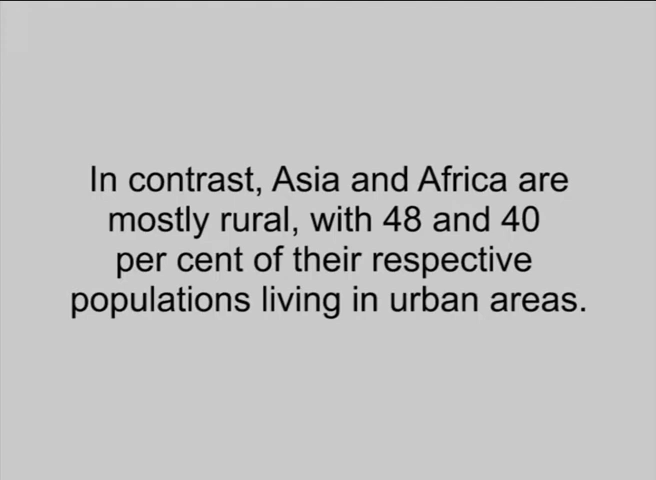 In contrast, Asia and Africa are
mostly rural, with 48 and 40
per cent of their respective
populations living in urban areas.